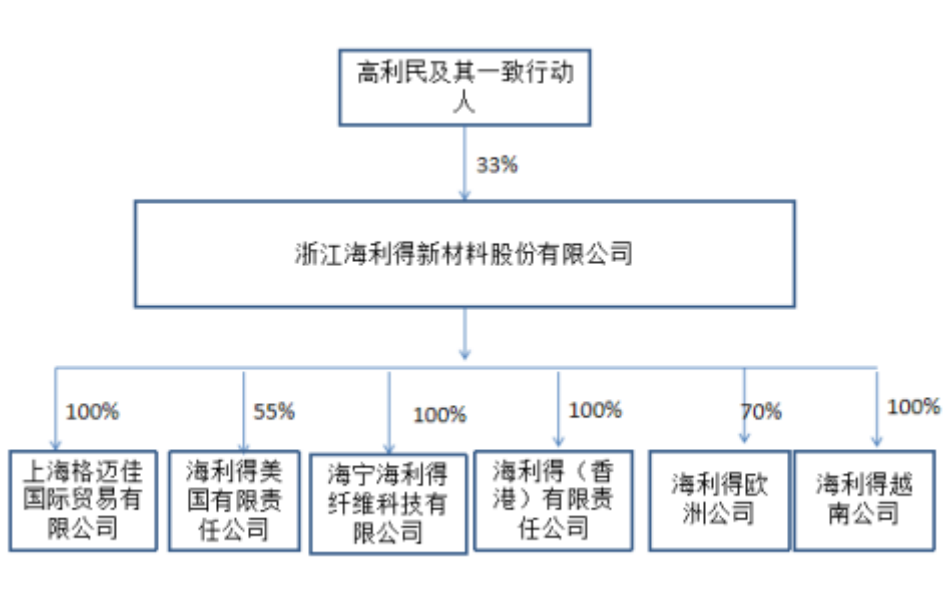 高利民及其一致行动
人
33%
浙江海利得新材料股份有限公司
100%
55%
100%
100%
70%
100%
上海格迈佳
国际贸易有
限公司
海利得美
国有限责
任公司
海宁海利得
纤维科技有
限公司
海利得（香
港）有限责
任公司
海利得欧
洲公司
海利得越
南公司